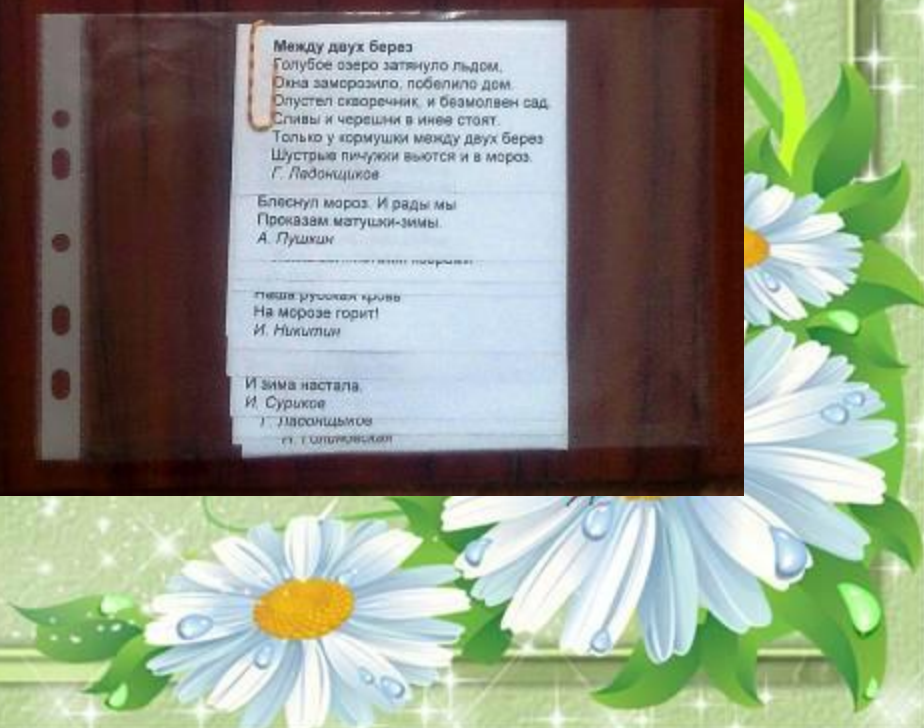 Между двух берез
Голубое озеро затянуло льдом,
Окна заморозило, побелило дом.
Опустел скворечник, и безмолвен сад.
Сливы и черешни в инее стоят.
Только у кормушки между двух берез
Шустрые пичужки вьются и в мороз.
Г. Ладонщиков
Блеснул мороз. И рады мы
Проказам матушки-зимы.
А. Пушкин
Наша русская кровь
На морозе горит!
И. Никитин
И зима настала.
И. Суриков
Г. Ладонщыков